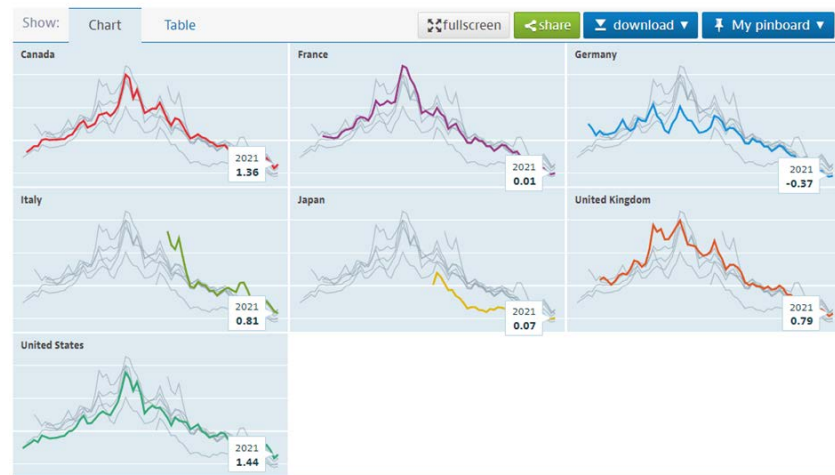 Show: Chart Table fullscreen share download ▼ My pinboard ▼
Canada France Germany
2021 2021 2021
1.36 0.01 -0.37
Italy Japan United Kingdom
2021 2021 2021
0.81 0.07 0.79
United States
2021
1.44